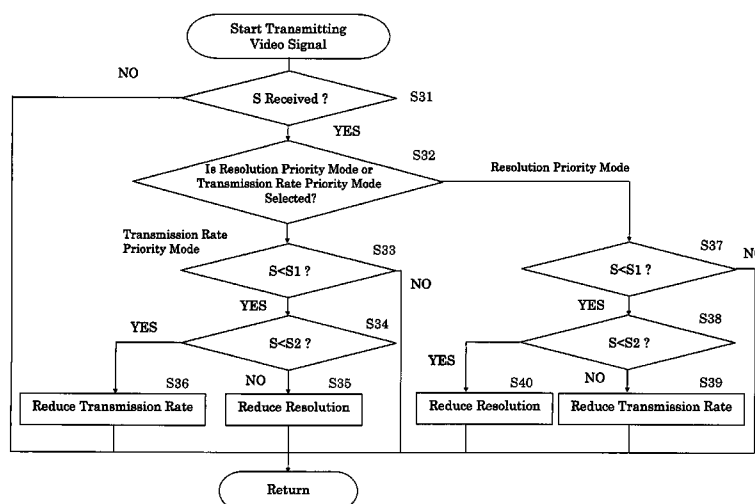 Start Transmitting
Video Signal
NO
S31
S Received ?
YES
S32
Is Resolution Priority Mode or
Transmission Rate Priority Mode
Selected?
Resolution Priority Mode
Transmission Rate
Priority Mode
S33
S<S1 ?
NO
YES
S34
S<S2 ?
YES
NO
S36
Reduce Transmission Rate
S35
Reduce Resolution
S37
S<S1 ?
NO
YES
S38
S<S2 ?
YES
NO
S40
Reduce Resolution
S39
Reduce Transmission Rate
Return